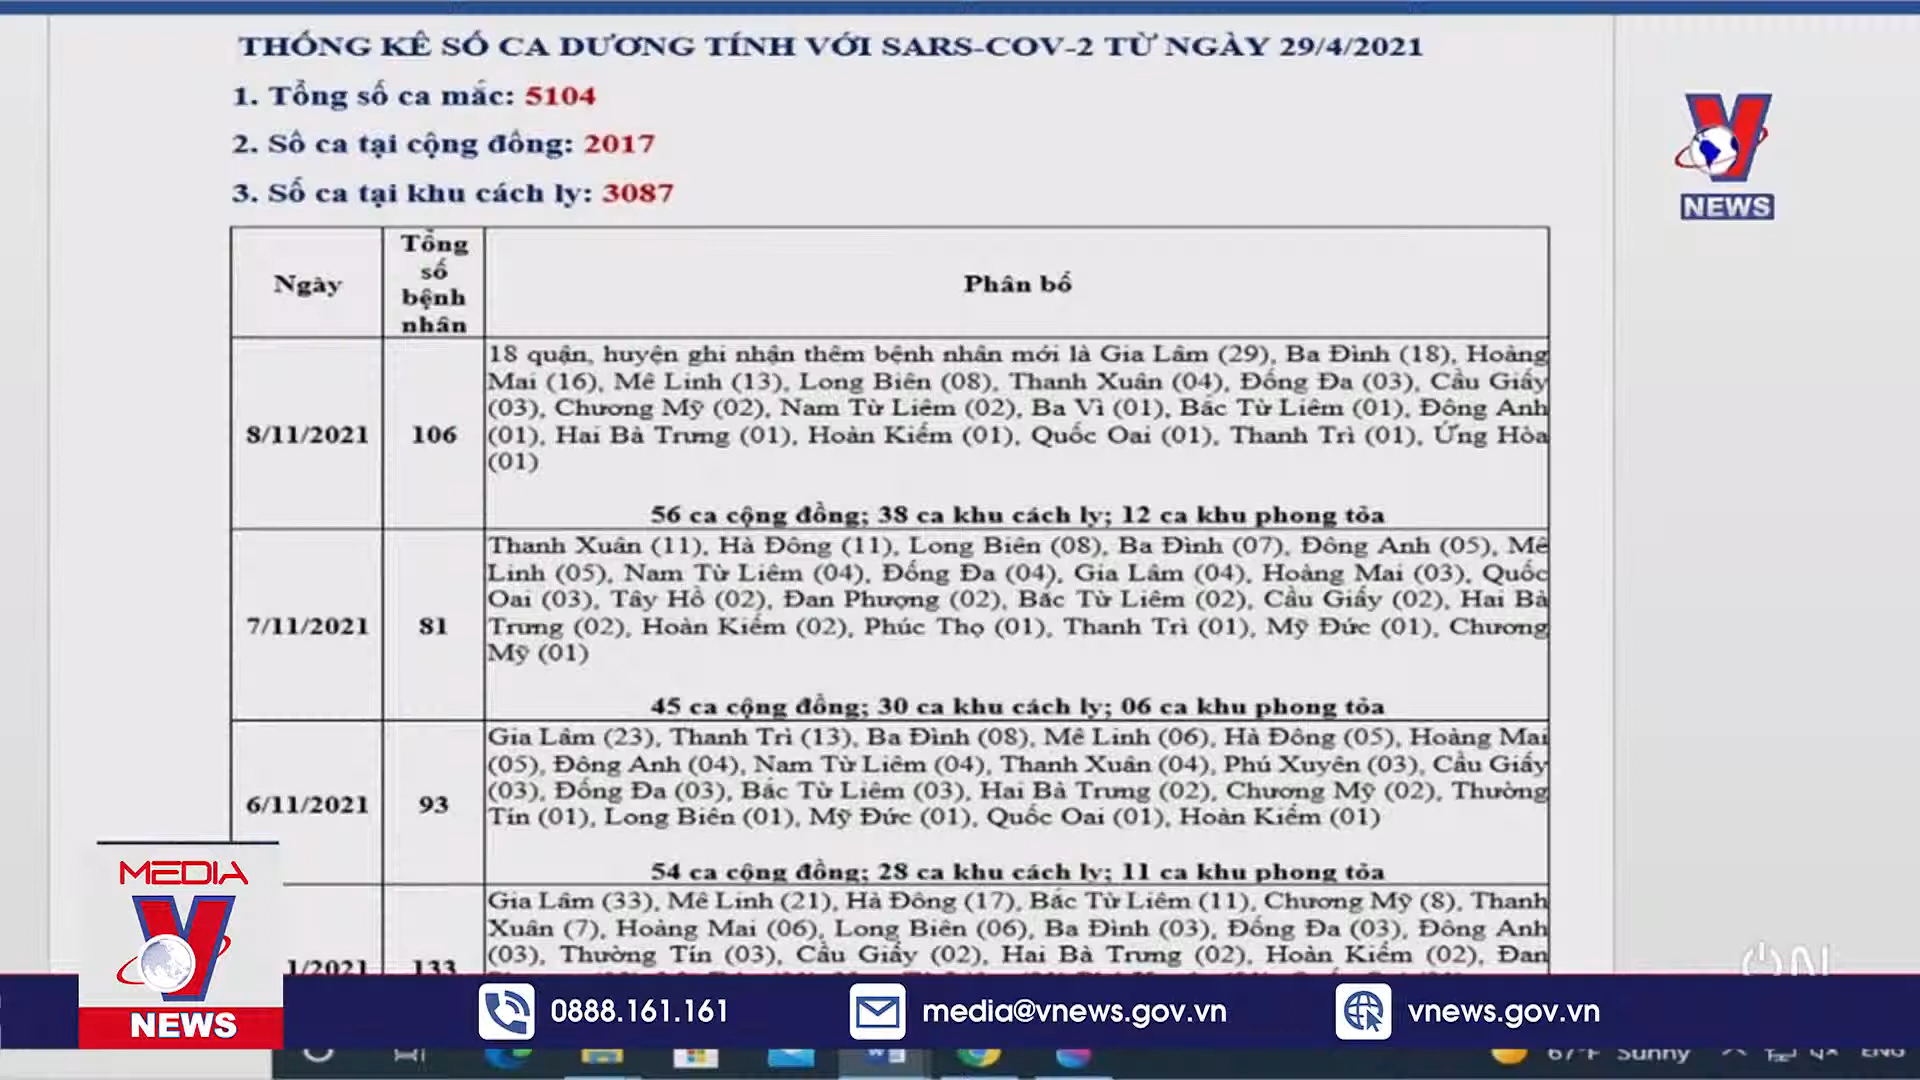 THỐNG KÊ SỐ CA DƯƠNG TÍNH VỚI SARS-COV-2 TỪ NGÀY 29/4/2021
1. Tổng số ca mắc: 5104
2. Số ca tại cộng đồng: 2017
3. Số ca tại khu cách ly: 3087
NEWS
Ngày
Tổng
số
bệnh
nhân
Phân bố
8/11/2021
106
18 quận, huyện ghi nhận thêm bệnh nhân mới là Gia Lâm (29), Ba Đình (18), Hoàng
Mai (16), Mê Linh (13), Long Biên (08), Thanh Xuân (04), Đống Đa (03), Cầu Giấy
(03), Chương Mỹ (02), Nam Từ Liêm (02), Ba Vì (01), Bắc Từ Liêm (01), Đông Anh
(01), Hai Bà Trưng (01), Hoàn Kiếm (01), Quốc Oai (01), Thanh Trì (01), Ứng Hòa
(01)
56 ca cộng đồng; 38 ca khu cách ly; 12 ca khu phong tỏa
7/11/2021
81
Thanh Xuân (11), Hà Đông (11), Long Biên (08), Ba Đình (07), Đông Anh (05), Mê
Linh (05), Nam Từ Liêm (04), Đống Đa (04), Gia Lâm (04), Hoàng Mai (03), Quốc
Oai (03), Tây Hồ (02), Đan Phượng (02), Bắc Từ Liêm (02), Cầu Giấy (02), Hai Bà
Trưng (02), Hoàn Kiếm (02), Phúc Thọ (01), Thanh Trì (01), Mỹ Đức (01), Chương
Mỹ (01)
45 ca cộng đồng; 30 ca khu cách ly; 06 ca khu phong tỏa
6/11/2021
93
Gia Lâm (23), Thanh Trì (13), Ba Đình (08), Mê Linh (06), Hà Đông (05), Hoàng Mai
(05), Đông Anh (04), Nam Từ Liêm (04), Thanh Xuân (04), Phú Xuyên (03), Cầu Giấy
(03), Đống Đa (03), Bắc Từ Liêm (03), Hai Bà Trưng (02), Chương Mỹ (02), Thường
Tín (01), Long Biên (01), Mỹ Đức (01), Quốc Oai (01), Hoàn Kiếm (01)
54 ca cộng đồng; 28 ca khu cách ly; 11 ca khu phong tỏa
1/2021
133
Gia Lâm (33), Mê Linh (21), Hà Đông (17), Bắc Từ Liêm (11), Chương Mỹ (8), Thanh
Xuân (7), Hoàng Mai (06), Long Biên (06), Ba Đình (03), Đống Đa (03), Đông Anh
(03), Thường Tín (03), Cầu Giấy (02), Hai Bà Trưng (02), Hoàn Kiếm (02), Đan
MEDIA
NEWS
0888.161.161
media@vnews.gov.vn
vnews.gov.vn
67°F Sunny
ENG